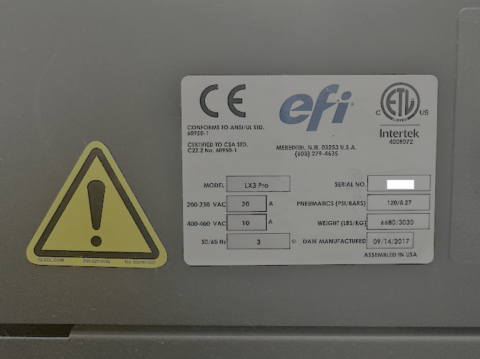 CE
efi
C ETL US
Intertek
4008072
CONFORMS TO ANSI/UL STD.
60950-1
CERTIFIED TO CSA STD.
C22.2 No. 60950-1
MEREDITH, N.H. 03253 U.S.A.
(603) 279-4635
MODEL LX3 Pro SERIAL NO
200-230 VAC 20 A PNEUMATICS (PSI/BARS) 120/8.27
400-460 VAC 10 A WEIGHT (LBS/KG) 6680/3030
50/60 Hz 3 DATE MANUFACTURED 09/14/2017
ASSEMBLED IN USA